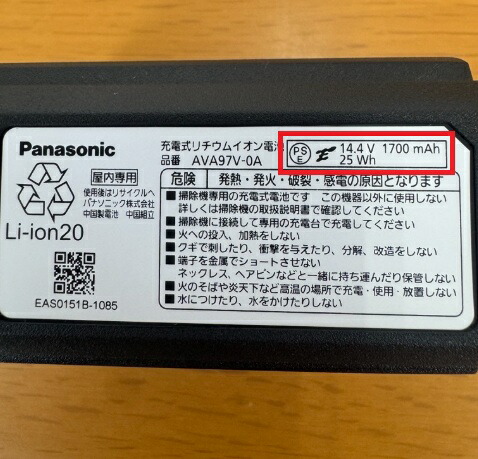 Panasonic
充電式リチウムイオン電池
品番 AVA97V-0A
PS E 14.4 V 1700 mAh
25 Wh
屋内専用
使用後はリサイクルへ
パナソニック株式会社
中国製電池 中国組立
Li-ion20
EAS0151B-1085
危険 発熱・発火・破裂・感電の原因となります
■掃除機専用の充電式電池です この機器以外に使用しない
詳しくは掃除機の取扱説明書で確認してください
■掃除機に接続して専用の充電台で充電してください
■火への投入、加熱をしない
■クギで刺したり、衝撃を与えたり、分解、改造をしない
■端子を金属でショートさせない
ネックレス、ヘアピンなどと一緒に持ち運んだり保管しない
■火のそばや炎天下など高温の場所で充電・使用・放置しない
■水につけたり、水をかけたりしない